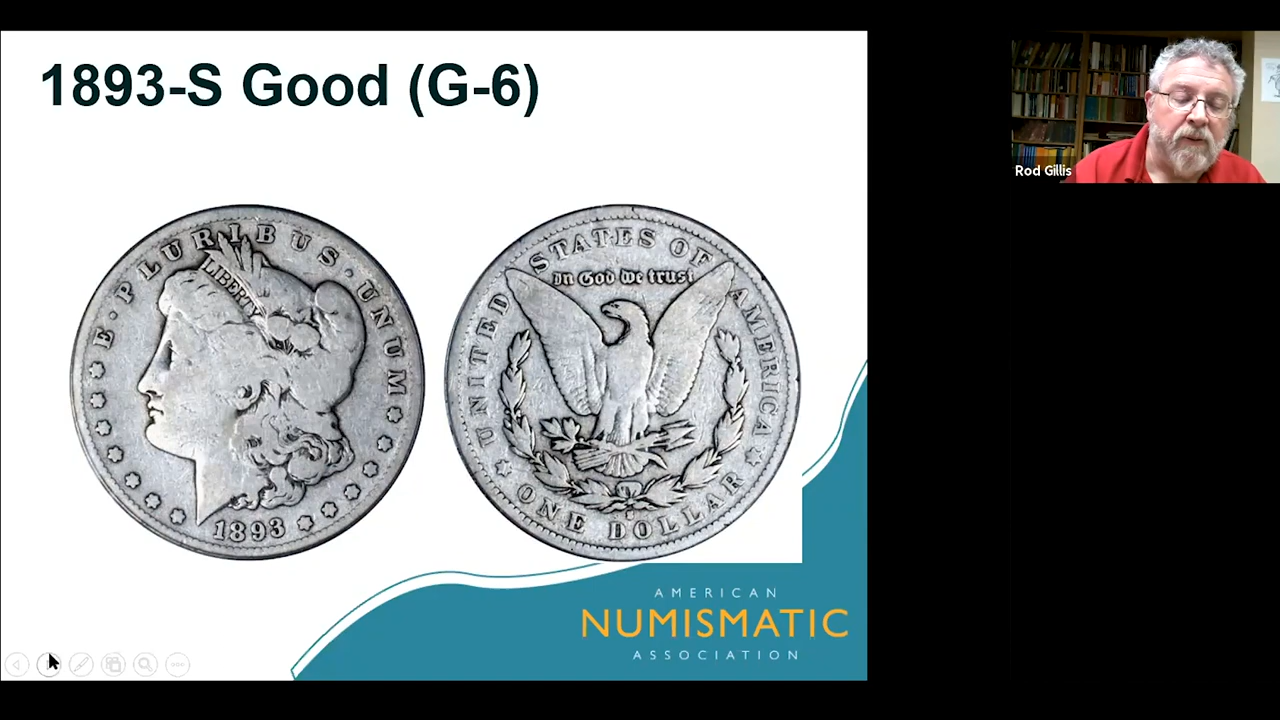 1893-S Good (G-6)
E · PLURIBUS · UNUM
LIBERTY
1893
UNITED STATES OF AMERICA
In God we trust
ONE DOLLAR
AMERICAN
NUMISMATIC
ASSOCIATION
Rod Gillis